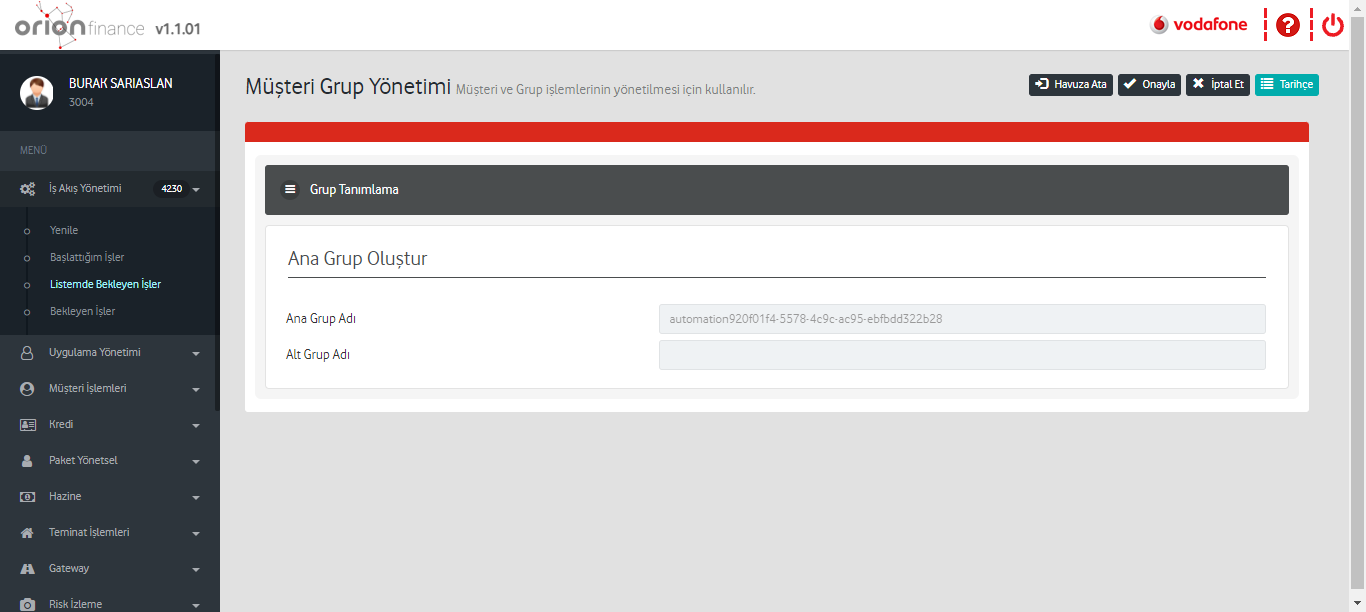 orionfinance v1.1.01
vodafone
?
BURAK SARIASLAN
3004
MENÜ
İş Akış Yönetimi 4230
Yenile
Başlattığım İşler
Listemde Bekleyen İşler
Bekleyen İşler
Uygulama Yönetimi
Müşteri İşlemleri
Kredi
Paket Yönetsel
Hazine
Teminat İşlemleri
Gateway
Risk İzleme
Müşteri Grup Yönetimi Müşteri ve Grup işlemlerinin yönetilmesi için kullanılır.
Havuza Ata Onayla İptal Et Tarihçe
Grup Tanımlama
Ana Grup Oluştur
Ana Grup Adı automation920f01f4-5578-4c9c-ac95-ebfbdd322b28
Alt Grup Adı